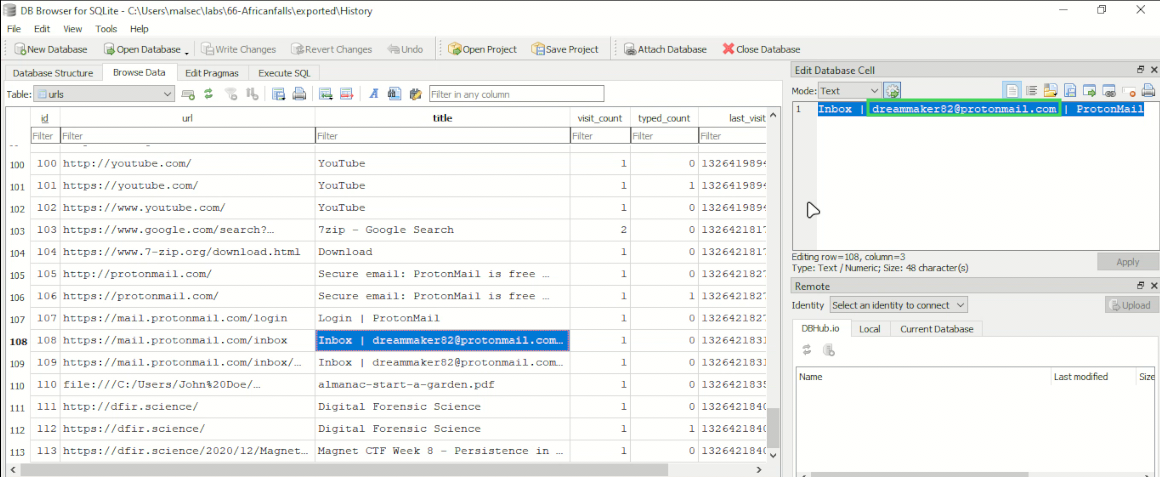 DB Browser for SQLite - C:\Users\malsec\labs\66-Africanfalls\exported\History
File Edit View Tools Help
New Database Open Database Write Changes Revert Changes Undo Open Project Save Project Attach Database Close Database
Database Structure Browse Data Edit Pragmas Execute SQL
Table: urls Filter in any column
id url title visit_count typed_count last_visit
Filter Filter Filter Filter Filter Filter
100 100 http://youtube.com/ YouTube 1 0 1326419894
101 101 https://youtube.com/ YouTube 1 1 1326419894
102 102 https://www.youtube.com/ YouTube 1 0 1326419894
103 103 https://www.google.com/search?… 7zip - Google Search 2 0 1326421817
104 104 https://www.7-zip.org/download.html Download 1 0 1326421817
105 105 http://protonmail.com/ Secure email: ProtonMail is free … 1 0 1326421827
106 106 https://protonmail.com/ Secure email: ProtonMail is free … 1 1 1326421827
107 107 https://mail.protonmail.com/login Login | ProtonMail 1 0 1326421827
108 108 https://mail.protonmail.com/inbox Inbox | dreammaker82@protonmail.com… 1 0 1326421831
109 109 https://mail.protonmail.com/inbox/… Inbox | dreammaker82@protonmail.com… 1 0 1326421831
110 110 file:///C:/Users/John%20Doe/… almanac-start-a-garden.pdf 1 0 1326421835
111 111 http://dfir.science/ Digital Forensic Science 1 0 1326421840
112 112 https://dfir.science/ Digital Forensic Science 1 1 1326421840
113 113 https://dfir.science/2020/12/Magnet… Magnet CTF Week 8 - Persistence in … 1 0 1326421840
Edit Database Cell
Mode: Text
1 Inbox | dreammaker82@protonmail.com | ProtonMail
Editing row=108, column=3
Type: Text / Numeric; Size: 48 character(s)
Apply
Remote
Identity Select an identity to connect Upload
DBHub.io Local Current Database
Name Last modified Size